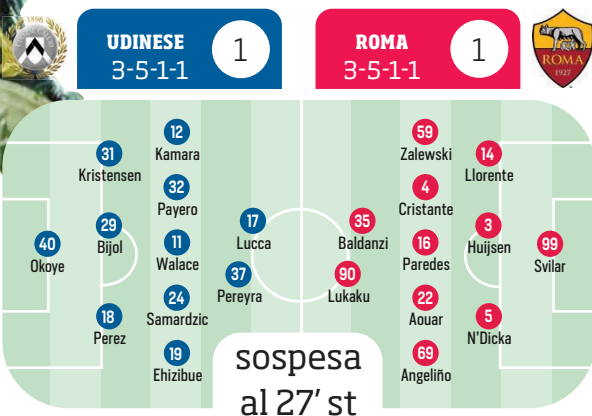 1896
UDINESE
3-5-1-1
1
ROMA
3-5-1-1
1
ROMA
1927
40
Okoye
31
Kristensen
29
Bijol
18
Perez
12
Kamara
32
Payero
11
Walace
24
Samardzic
19
Ehizibue
17
Lucca
37
Pereyra
35
Baldanzi
90
Lukaku
59
Zalewski
4
Cristante
16
Paredes
22
Aouar
69
Angeliño
14
Llorente
3
Huijsen
5
N'Dicka
99
Svilar
sospesa
al 27' st